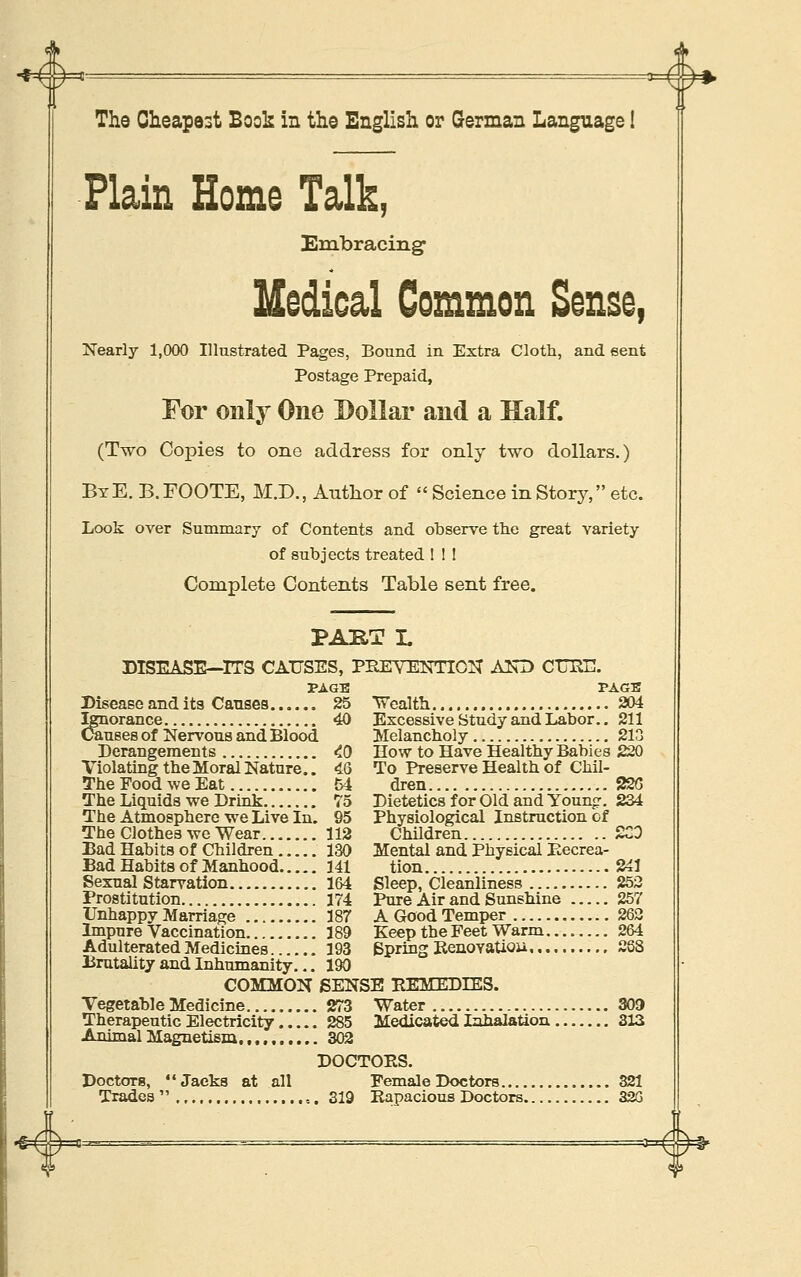 The Cheapest Book in the English or German Language!
Plain Home Talk,
Embracing
Medical Common Sense,
Nearly 1,000 Illustrated Pages, Bound in Extra Cloth, and sent
Postage Prepaid,
For only One Dollar and a Half.
(Two Copies to one address for only two dollars.)
By E. B. FOOTE, M.D., Author of “Science in Story,” etc.
Look over Summary of Contents and observe the great variety
of subjects treated ! ! !
Complete Contents Table sent free.
PART I.
DISEASE—ITS CAUSES, PREVENTION AND CURE.
PAGE
Disease and its Causes...... 25
Ignorance.................... 40
Causes of Nervous and Blood
Derangements ............ 40
Violating the Moral Nature.. 46
The Food we Eat........... 54
The Liquids we Drink....... 75
The Atmosphere we Live In. 95
The Clothes we Wear....... 112
Bad Habits of Children ..... 130
Bad Habits of Manhood..... 141
Sexual Starvation........... 164
Prostitution................. 174
Unhappy Marriage ......... 187
Impure Vaccination......... 189
Adulterated Medicines...... 193
Brutality and Inhumanity... 190
PAGE
Wealth....................... 204
Excessive Study and Labor.. 211
Melancholy.................. 213
How to Have Healthy Babies 220
To Preserve Health of Chil-
dren....................... 226
Dietetics for Old and Young. 234
Physiological Instruction of
Children................ ..
Mental and Physical Recrea-
tion....................... 241
Sleep, Cleanliness .......... 252
Pure Air and Sunshine ..... 257
A Good Temper ............ 262
Keep the Feet Warm........ 264
Spring Renovation.......... 268
COMMON SENSE REMEDIES.
Vegetable Medicine......... 273
Therapeutic Electricity..... 285
Animal Magnetism.......... 302
Water ...................... 309
Medicated Inhalation ....... 313
DOCTORS.
Doctors, “Jacks at all
Trades” ................... 319
Female Doctors.............. 321
Rapacious Doctors........... 326